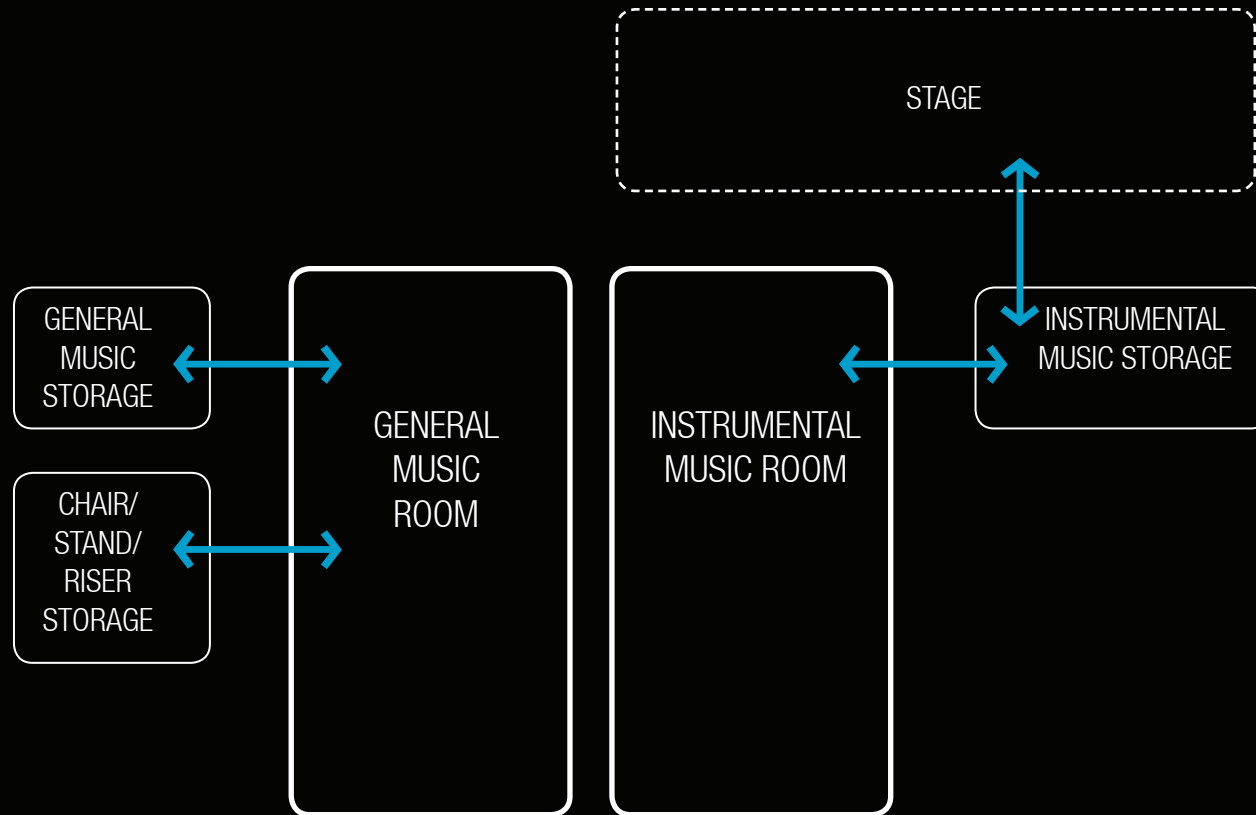 STAGE
GENERAL
MUSIC
STORAGE
CHAIR/
STAND/
RISER
STORAGE
GENERAL
MUSIC
ROOM
INSTRUMENTAL
MUSIC ROOM
INSTRUMENTAL
MUSIC STORAGE